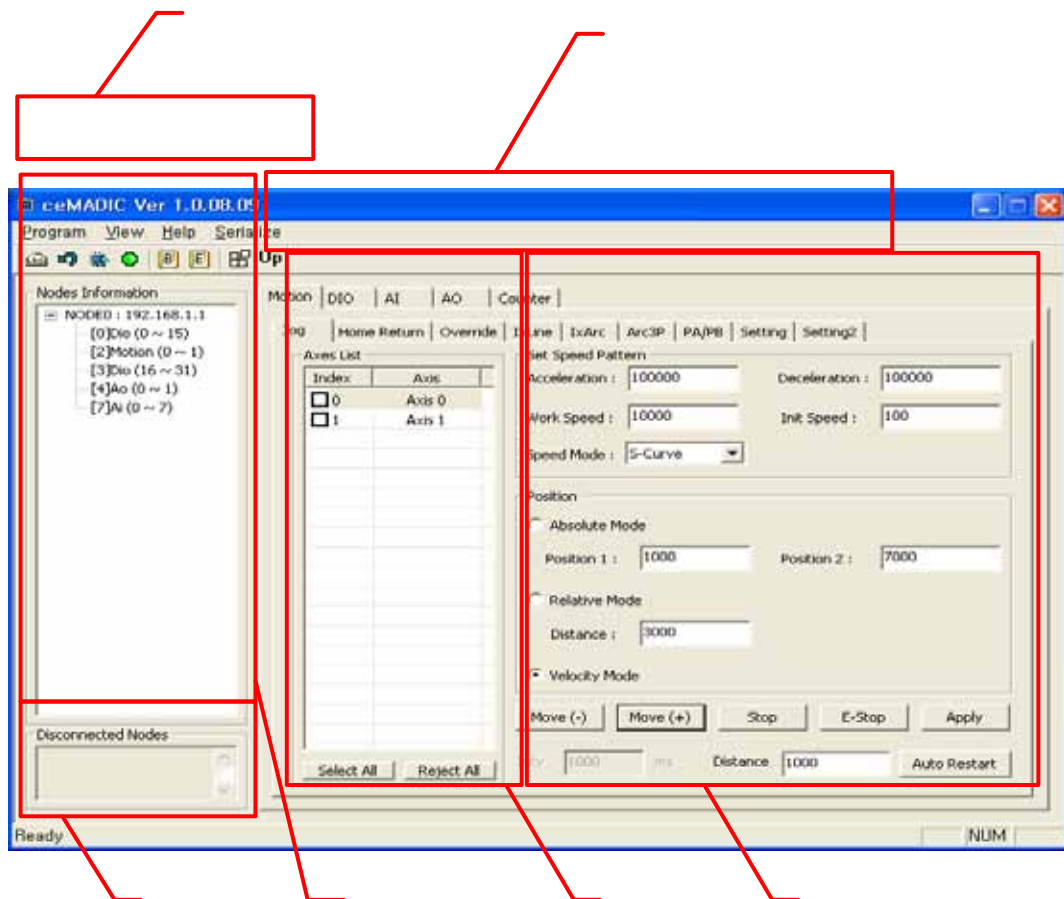 ceMADIC Ver 1.0.08.09
Program View Help Serialize
B E Up
Nodes Information
NODE0 : 192.168.1.1
[0]Dio (0 ~ 15)
[2]Motion (0 ~ 1)
[3]Dio (16 ~ 31)
[4]Ao (0 ~ 1)
[7]Ai (0 ~ 7)
Disconnected Nodes
Motion DIO AI AO Counter
Jog Home Return Override IxLine IxArc Arc3P PA/PB Setting Setting2
Axes List
Index Axis
0 Axis 0
1 Axis 1
Select All Reject All
Set Speed Pattern
Acceleration : 100000 Deceleration : 100000
Work Speed : 10000 Init Speed : 100
Speed Mode : S-Curve
Position
Absolute Mode
Position 1 : 1000 Position 2 : 7000
Relative Mode
Distance : 3000
Velocity Mode
Move (-) Move (+) Stop E-Stop Apply
1000 ms Distance 1000 Auto Restart
Ready NUM